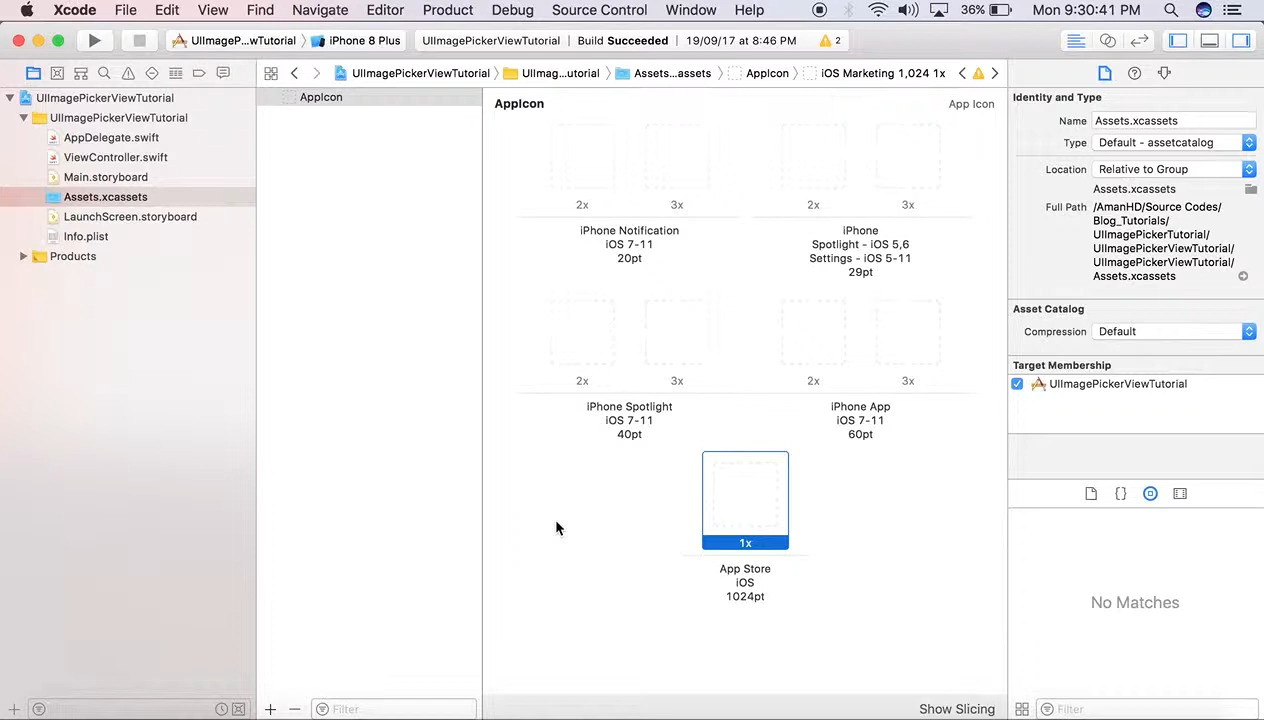 Xcode File Edit View Find Navigate Editor Product Debug Source Control Window Help 36% Mon 9:30:41 PM
UIImageP...wTutorial iPhone 8 Plus UIImagePickerViewTutorial Build Succeeded 19/09/17 at 8:46 PM 2
UIImagePickerViewTutorial UIImag...utorial Assets...assets AppIcon iOS Marketing 1,024 1x
UIImagePickerViewTutorial
UIImagePickerViewTutorial
AppDelegate.swift
ViewController.swift
Main.storyboard
Assets.xcassets
LaunchScreen.storyboard
Info.plist
Products
Filter
AppIcon
Filter
AppIcon
App Icon
2x 3x
iPhone Notification
iOS 7-11
20pt
2x 3x
iPhone
Spotlight - iOS 5,6
Settings - iOS 5-11
29pt
2x 3x
iPhone Spotlight
iOS 7-11
40pt
2x 3x
iPhone App
iOS 7-11
60pt
1x
App Store
iOS
1024pt
Show Slicing
Identity and Type
Name Assets.xcassets
Type Default - assetcatalog
Location Relative to Group
Assets.xcassets
Full Path /AmanHD/Source Codes/
Blog_Tutorials/
UIImagePickerTutorial/
UIImagePickerViewTutorial/
UIImagePickerViewTutorial/
Assets.xcassets
Asset Catalog
Compression Default
Target Membership
UIImagePickerViewTutorial
{}
No Matches
Filter